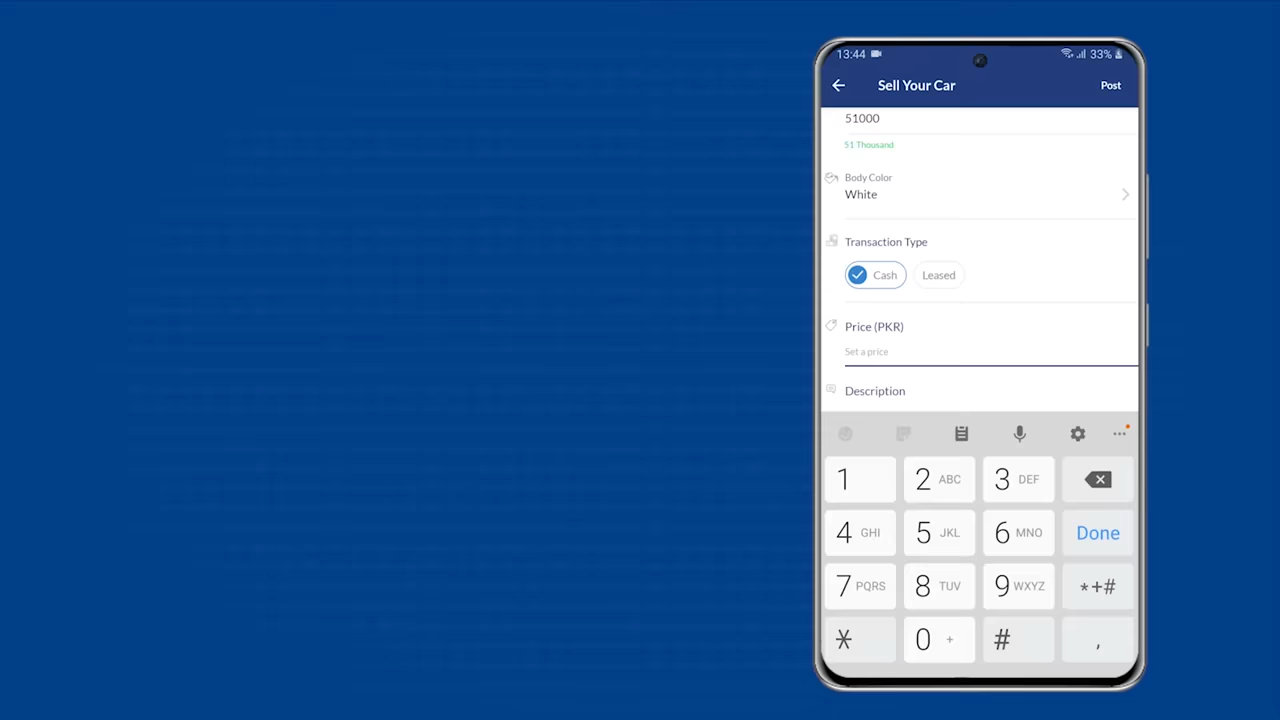 13:44 33%
Sell Your Car Post
51000
51 Thousand
Body Color
White
Transaction Type
Cash Leased
Price (PKR)
Set a price
Description
1 2 ABC 3 DEF
4 GHI 5 JKL 6 MNO Done
7 PQRS 8 TUV 9 WXYZ *+#
* 0 + # ,